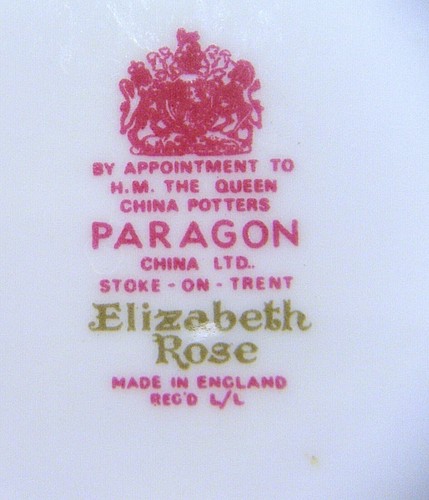 BY APPOINTMENT TO
H.M. THE QUEEN
CHINA POTTERS
PARAGON
CHINA LTD..
STOKE-ON-TRENT
Elizabeth
Rose
MADE IN ENGLAND
REG'D L/L